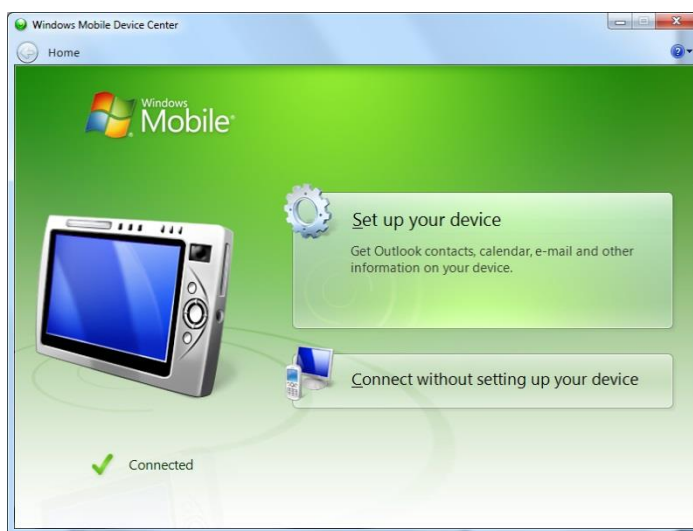 Windows Mobile Device Center
Home
Windows
Mobile
Set up your device
Get Outlook contacts, calendar, e-mail and other
information on your device.
Connect without setting up your device
Connected